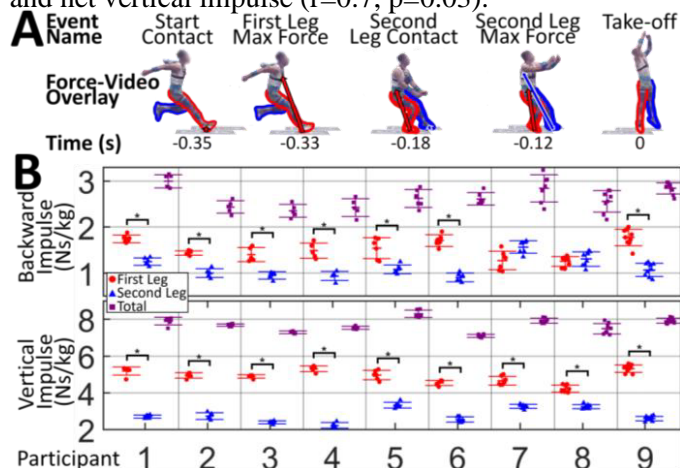 and net vertical impulse (r=0.7, p=0.03).
A Event Name Start Contact First Leg Max Force Second Leg Contact Second Leg Max Force Take-off
Force-Video Overlay
Time (s) -0.35 -0.33 -0.18 -0.12 0
B
Backward Impulse (Ns/kg)
3
2
1
* * * * * * *
First Leg
Second Leg
Total
Vertical Impulse (Ns/kg)
8
6
4
2
* * * * * * * * *
Participant 1 2 3 4 5 6 7 8 9